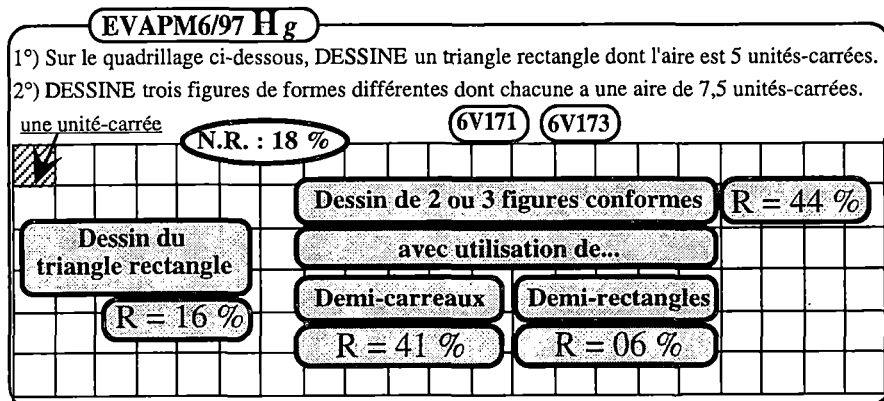 EVAPM6/97 H g
1°) Sur le quadrillage ci-dessous, DESSINE un triangle rectangle dont l'aire est 5 unités-carrées.
2°) DESSINE trois figures de formes différentes dont chacune a une aire de 7,5 unités-carrées.
une unité-carrée
N.R. : 18 %
6V171 6V173
Dessin de 2 ou 3 figures conformes R = 44 %
Dessin du
triangle rectangle
avec utilisation de...
Demi-carreaux Demi-rectangles
R = 16 %
R = 41 % R = 06 %